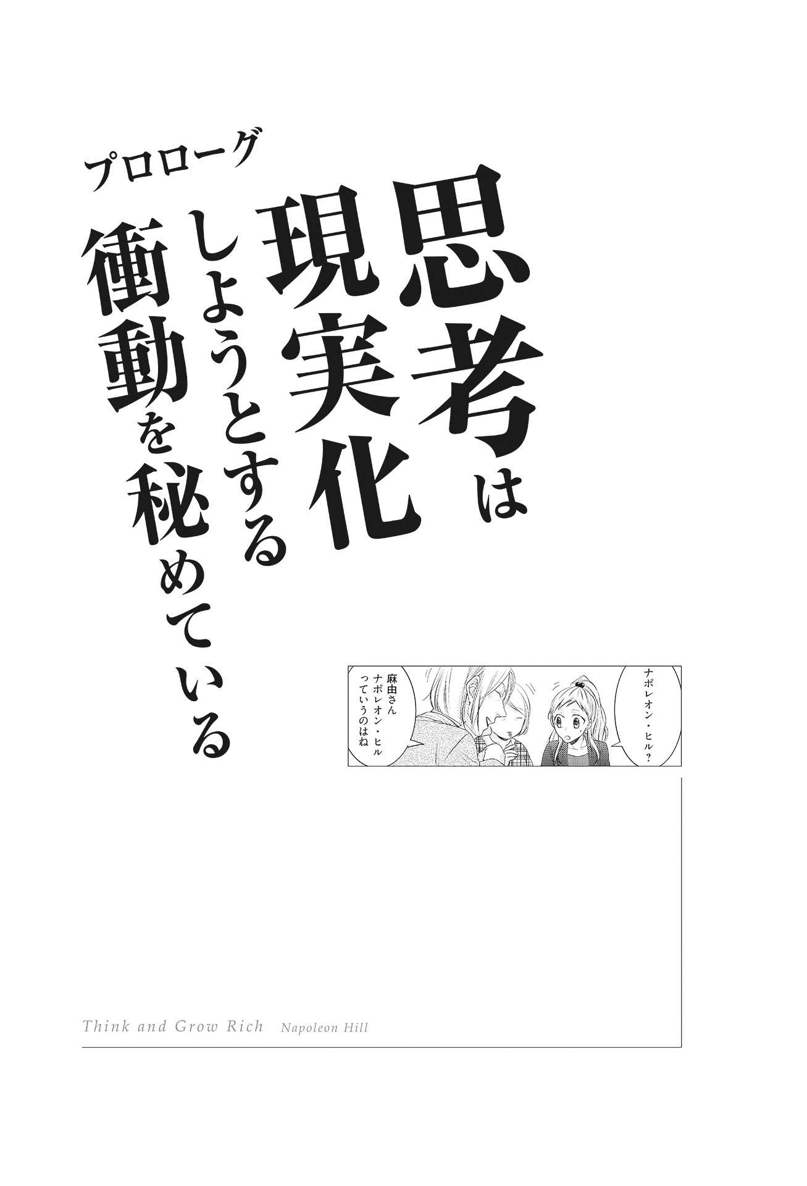 プロローグ
思考は
現実化
しようとする
衝動を秘めている
ナポレオン・ヒル?
麻由さん
ナポレオン・ヒル
っていうのはね
Think and Grow Rich Napoleon Hill